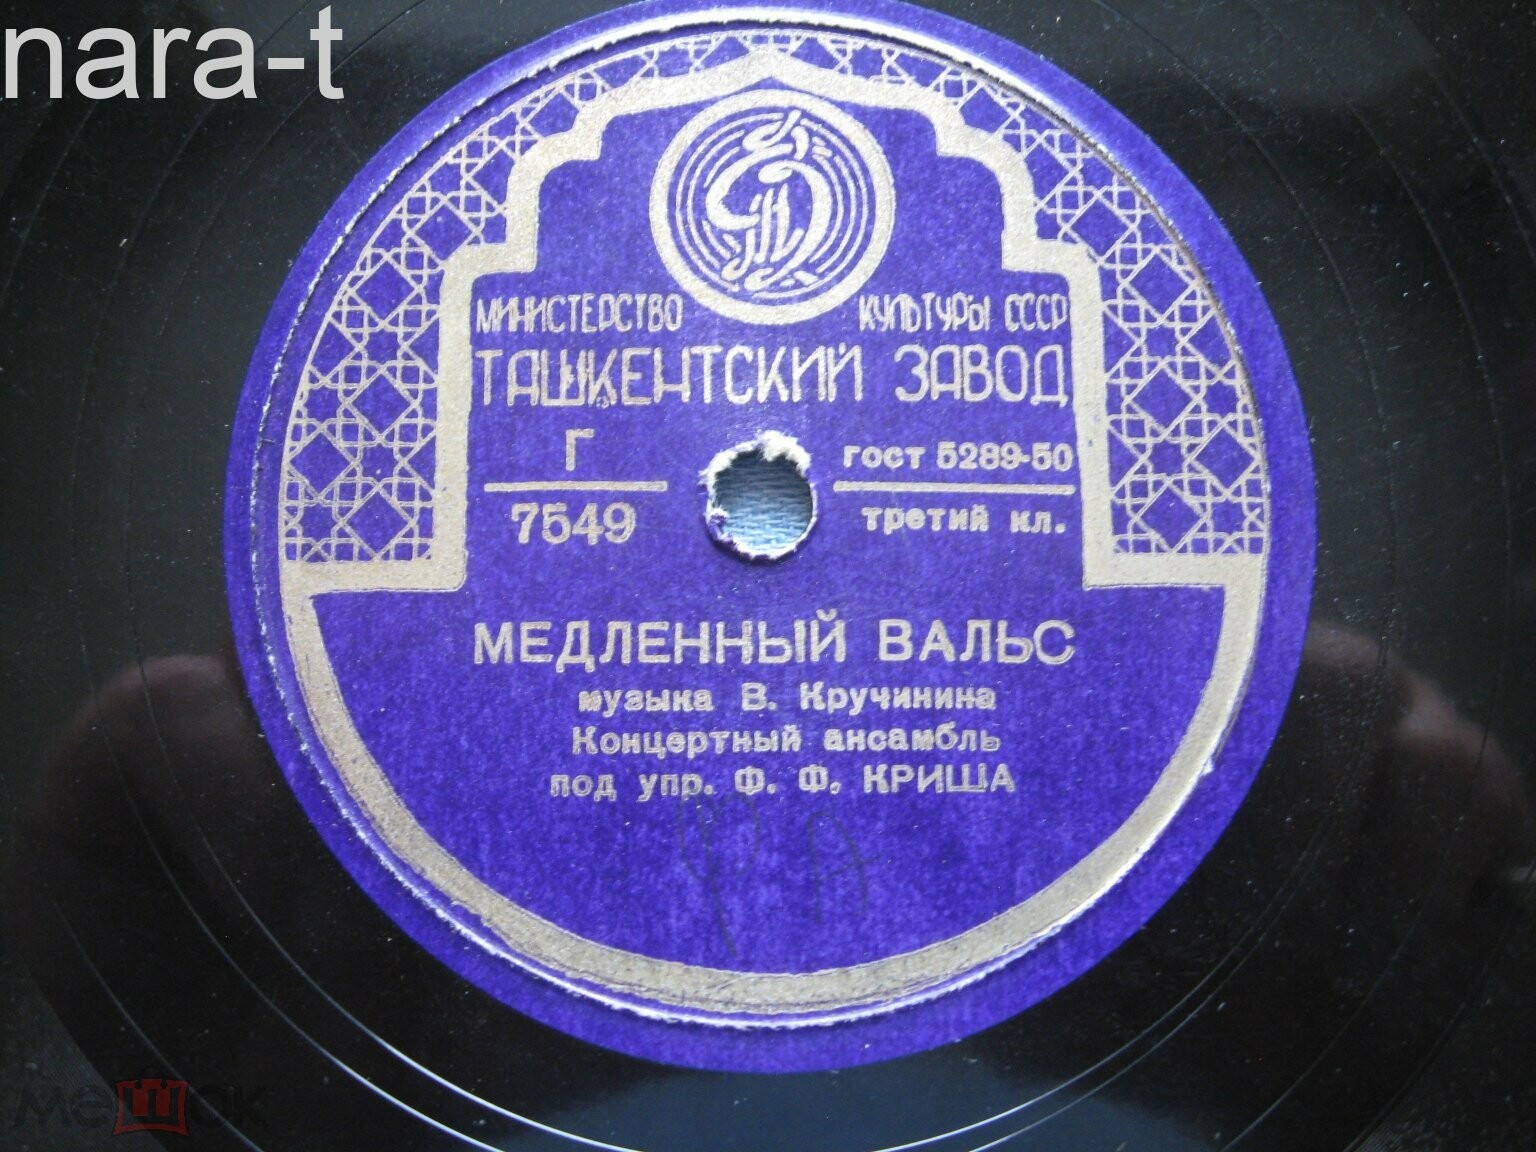 nara-t
МИНИСТЕРСТВО КУЛЬТУРЫ СССР
ТАШКЕНТСКИЙ ЗАВОД
Г
7549
ГОСТ 5289-50
третий кл.
МЕДЛЕННЫЙ ВАЛЬС
музыка В. Кручинина
Концертный ансамбль
под упр. Ф. Ф. КРИША
мешок